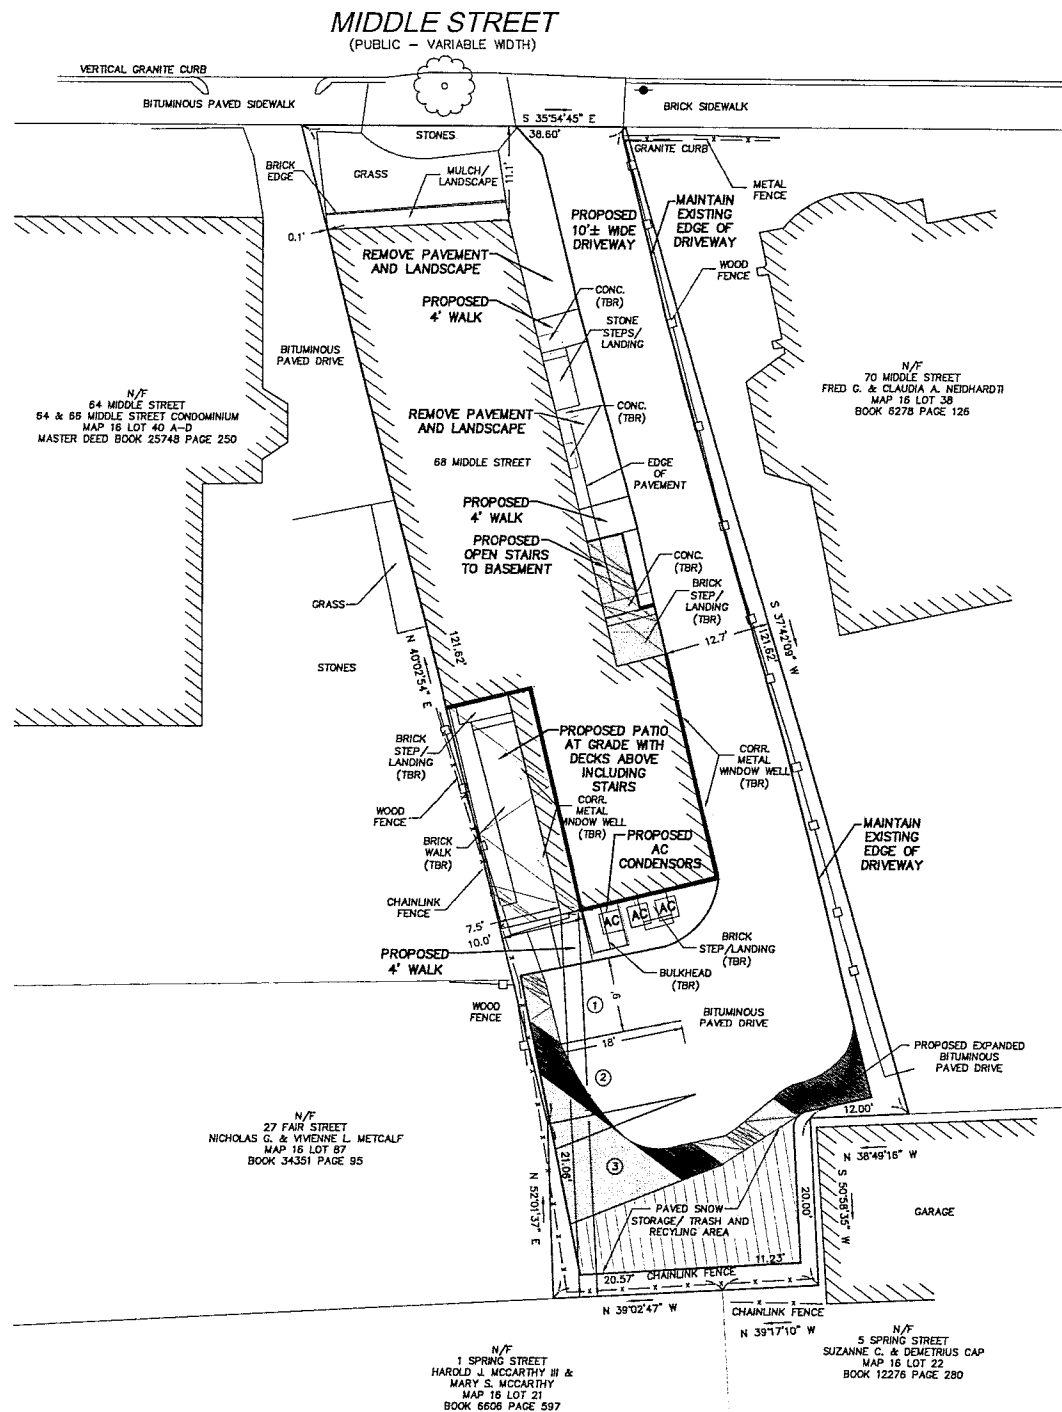 MIDDLE STREET
(PUBLIC - VARIABLE WIDTH)
VERTICAL GRANITE CURB
BITUMINOUS PAVED SIDEWALK
BRICK SIDEWALK
S 35°54'45" E
38.60'
STONES
GRANITE CURB
BRICK
EDGE
GRASS
MULCH/
LANDSCAPE
11.1'
METAL
FENCE
0.1'
PROPOSED
10'± WIDE
DRIVEWAY
MAINTAIN
EXISTING
EDGE OF
DRIVEWAY
REMOVE PAVEMENT
AND LANDSCAPE
WOOD
FENCE
PROPOSED
4' WALK
CONC.
(TBR)
STONE
STEPS/
LANDING
BITUMINOUS
PAVED DRIVE
N/F
64 MIDDLE STREET
64 & 66 MIDDLE STREET CONDOMINIUM
MAP 16 LOT 40 A-D
MASTER DEED BOOK 25748 PAGE 250
N/F
70 MIDDLE STREET
FRED G. & CLAUDIA A. NEIDHARDT
MAP 16 LOT 38
BOOK 6278 PAGE 126
REMOVE PAVEMENT
AND LANDSCAPE
CONC.
(TBR)
68 MIDDLE STREET
EDGE
OF
PAVEMENT
PROPOSED
4' WALK
PROPOSED
OPEN STAIRS
TO BASEMENT
CONC.
(TBR)
BRICK
STEP/
LANDING
(TBR)
GRASS
S 37°42'09" W
121.62'
12.7'
121.62'
N 40°02'54" E
STONES
BRICK
STEP/
LANDING
(TBR)
PROPOSED PATIO
AT GRADE WITH
DECKS ABOVE
INCLUDING
STAIRS
CORR.
METAL
WINDOW WELL
(TBR)
CORR.
METAL
WINDOW WELL
(TBR)
WOOD
FENCE
BRICK
WALK
(TBR)
PROPOSED
AC
CONDENSORS
MAINTAIN
EXISTING
EDGE OF
DRIVEWAY
CHAINLINK
FENCE
AC
AC
AC
7.5'
10.0'
BRICK
STEP/LANDING
(TBR)
PROPOSED
4' WALK
BULKHEAD
(TBR)
WOOD
FENCE
1
9'
BITUMINOUS
PAVED DRIVE
18'
PROPOSED EXPANDED
BITUMINOUS
PAVED DRIVE
2
12.00'
N/F
27 FAIR STREET
NICHOLAS G. & VIVIENNE L. METCALF
MAP 16 LOT 87
BOOK 34351 PAGE 95
N 38°49'16" W
3
21.06'
N 52°01'37" E
20.00'
S 50°58'35" W
PAVED SNOW
STORAGE/ TRASH AND
RECYLING AREA
GARAGE
11.23'
20.57'
CHAINLINK FENCE
N 39°02'47" W
CHAINLINK FENCE
N 39°17'10" W
N/F
1 SPRING STREET
HAROLD J. MCCARTHY III &
MARY S. MCCARTHY
MAP 16 LOT 21
BOOK 6606 PAGE 597
N/F
5 SPRING STREET
SUZANNE C. & DEMETRIUS CAP
MAP 16 LOT 22
BOOK 12276 PAGE 280